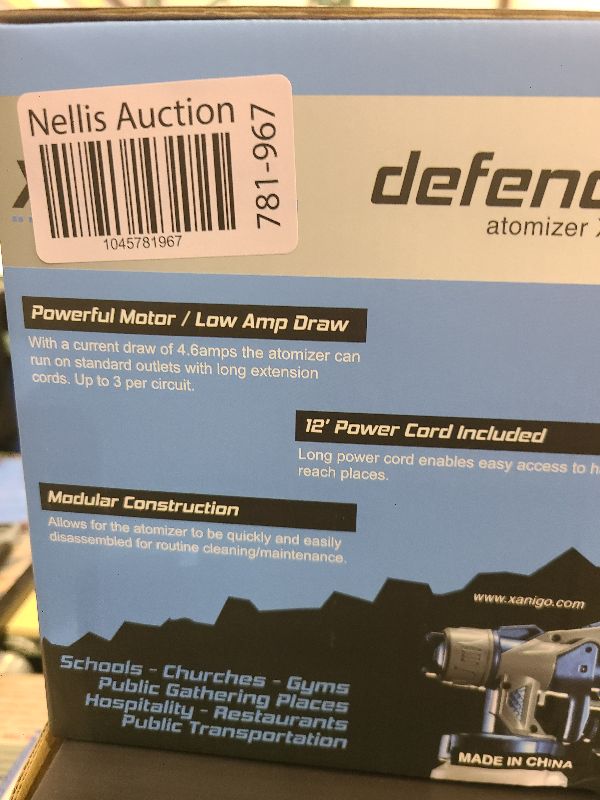 Nellis Auction
1045781967
781-967
defend
atomizer
Powerful Motor / Low Amp Draw
With a current draw of 4.6amps the atomizer can
run on standard outlets with long extension
cords. Up to 3 per circuit.
12' Power Cord Included
Long power cord enables easy access to
reach places.
Modular Construction
Allows for the atomizer to be quickly and easily
disassembled for routine cleaning/maintenance.
www.xanigo.com
Schools - Churches - Gyms
Public Gathering Places
Hospitality - Restaurants
Public Transportation
MADE IN CHINA